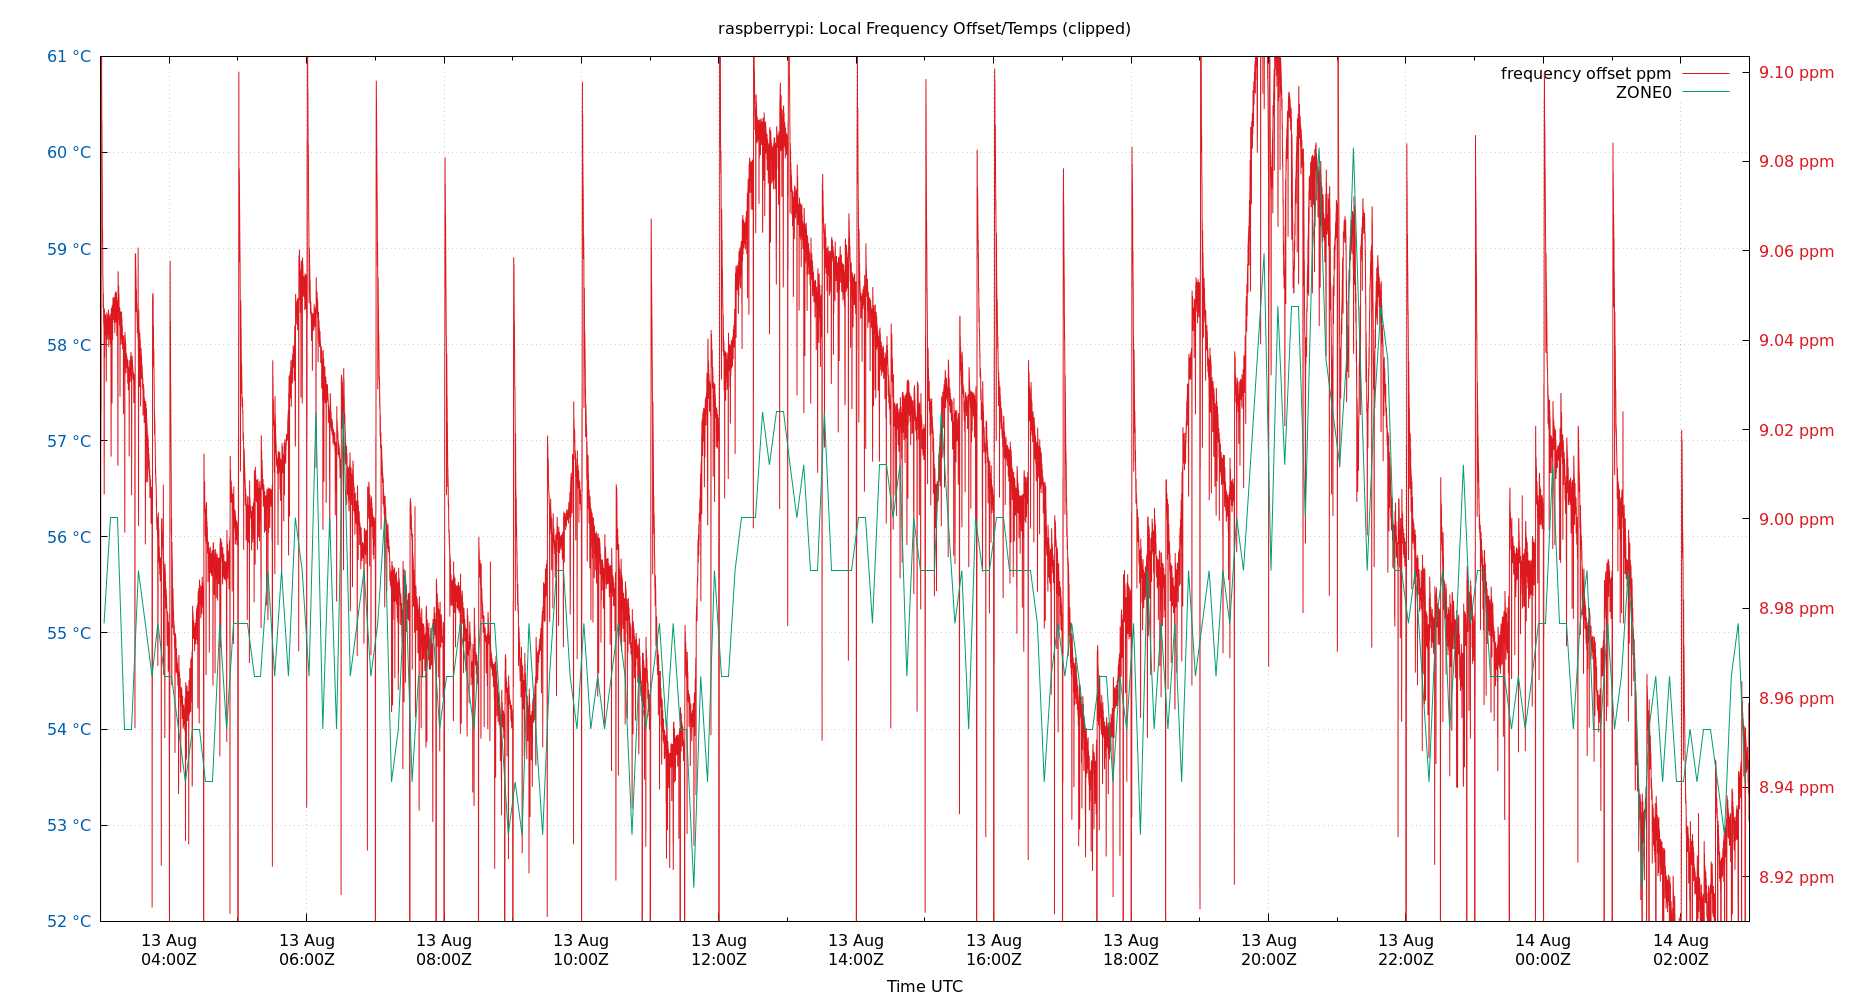 raspberrypi: Local Frequency Offset/Temps (clipped)
61 °C
60 °C
59 °C
58 °C
57 °C
56 °C
55 °C
54 °C
53 °C
52 °C
frequency offset ppm
ZONE0
9.10 ppm
9.08 ppm
9.06 ppm
9.04 ppm
9.02 ppm
9.00 ppm
8.98 ppm
8.96 ppm
8.94 ppm
8.92 ppm
13 Aug 13 Aug 13 Aug 13 Aug 13 Aug 13 Aug 13 Aug 13 Aug 13 Aug 13 Aug 14 Aug 14 Aug
04:00Z 06:00Z 08:00Z 10:00Z 12:00Z 14:00Z 16:00Z 18:00Z 20:00Z 22:00Z 00:00Z 02:00Z
Time UTC